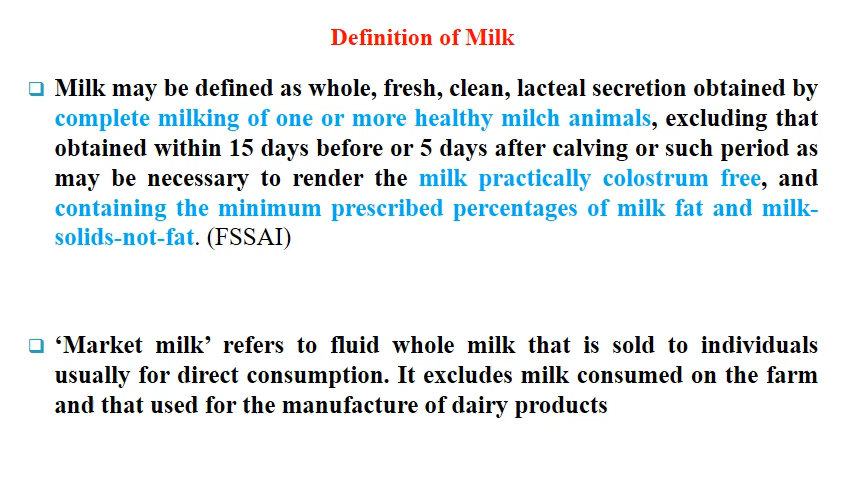 Definition of Milk
Milk may be defined as whole, fresh, clean, lacteal secretion obtained by
complete milking of one or more healthy milch animals, excluding that
obtained within 15 days before or 5 days after calving or such period as
may be necessary to render the milk practically colostrum free, and
containing the minimum prescribed percentages of milk fat and milk-
solids-not-fat. (FSSAI)
‘Market milk’ refers to fluid whole milk that is sold to individuals
usually for direct consumption. It excludes milk consumed on the farm
and that used for the manufacture of dairy products